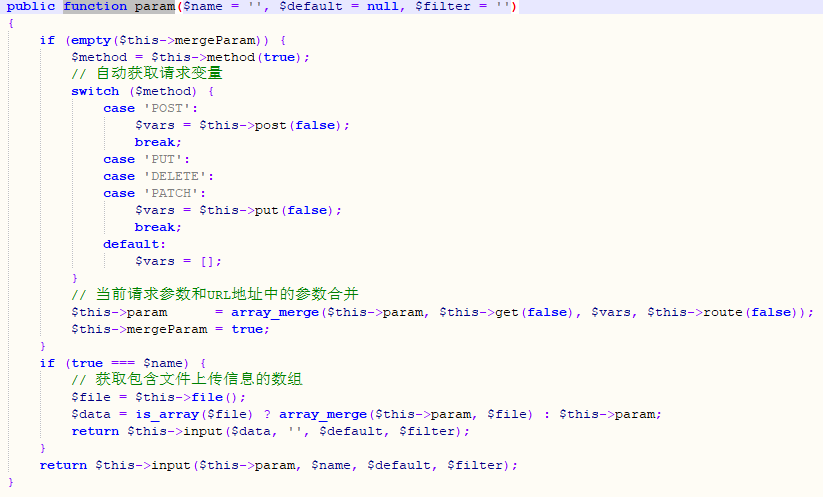 public function param($name = '', $default = null, $filter = '')
{
    if (empty($this->mergeParam)) {
        $method = $this->method(true);
        // 自动获取请求变量
        switch ($method) {
            case 'POST':
                $vars = $this->post(false);
                break;
            case 'PUT':
            case 'DELETE':
            case 'PATCH':
                $vars = $this->put(false);
                break;
            default:
                $vars = [];
        }
        // 当前请求参数和URL地址中的参数合并
        $this->param      = array_merge($this->param, $this->get(false), $vars, $this->route(false));
        $this->mergeParam = true;
    }
    if (true === $name) {
        // 获取包含文件上传信息的数组
        $file = $this->file();
        $data = is_array($file) ? array_merge($this->param, $file) : $this->param;
        return $this->input($data, '', $default, $filter);
    }
    return $this->input($this->param, $name, $default, $filter);
}